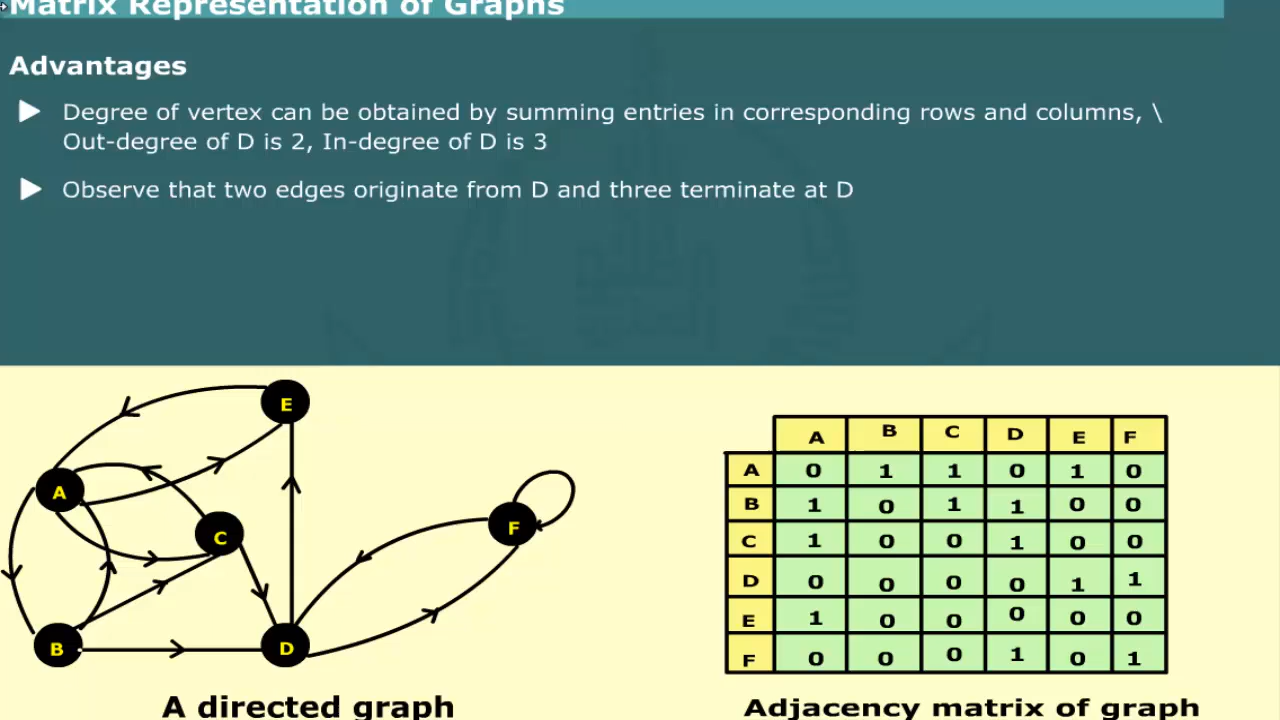 Matrix Representation of Graphs
Advantages
Degree of vertex can be obtained by summing entries in corresponding rows and columns, \
Out-degree of D is 2, In-degree of D is 3
Observe that two edges originate from D and three terminate at D
E
A
C
F
B
D
A directed graph
A B C D E F
A 0 1 1 0 1 0
B 1 0 1 1 0 0
C 1 0 0 1 0 0
D 0 0 0 0 1 1
E 1 0 0 0 0 0
F 0 0 0 1 0 1
Adjacency matrix of graph